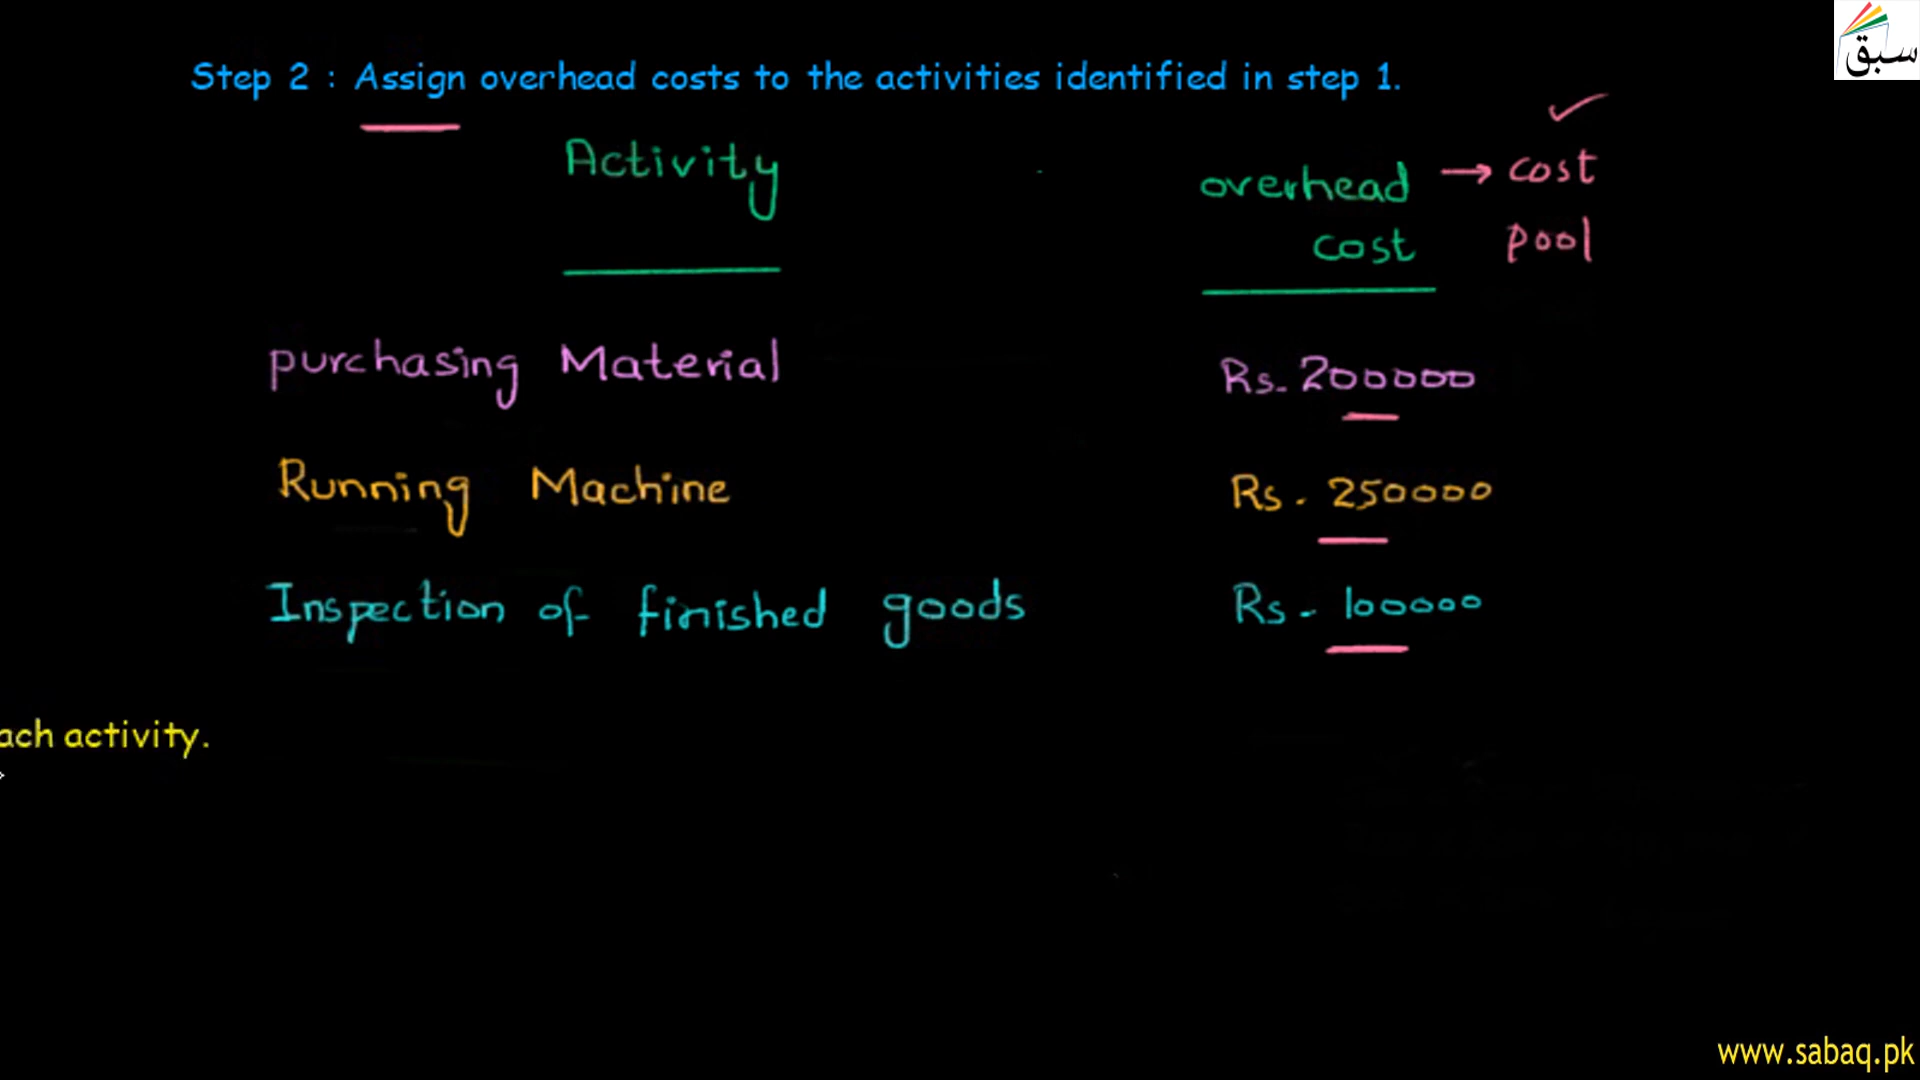 سبق
Step 2 : Assign overhead costs to the activities identified in step 1.
Activity
overhead → cost
cost pool
purchasing Material Rs. 200000
Running Machine Rs. 250000
Inspection of finished goods Rs. 100000
ach activity.
www.sabaq.pk